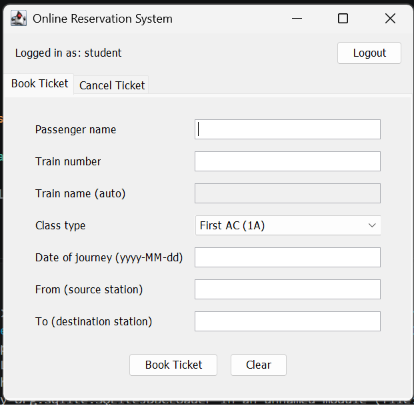 Online Reservation System
Logged in as: student
Logout
Book Ticket
Cancel Ticket
Passenger name
Train number
Train name (auto)
Class type
First AC (1A)
Date of journey (yyyy-MM-dd)
From (source station)
To (destination station)
Book Ticket
Clear